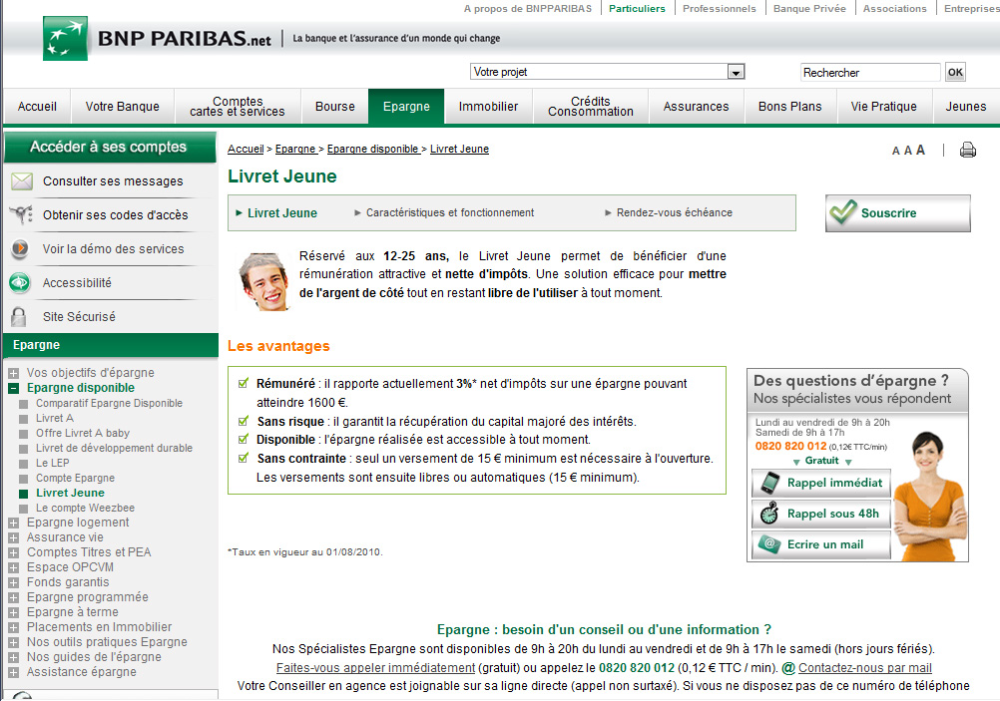 A propos de BNPPARIBAS | Particuliers | Professionnels | Banque Privée | Associations | Entreprises
BNP PARIBAS.net | La banque et l'assurance d'un monde qui change
Votre projet Rechercher OK
Accueil
Votre Banque
Comptes
cartes et services
Bourse
Epargne
Immobilier
Crédits
Consommation
Assurances
Bons Plans
Vie Pratique
Jeunes
Accéder à ses comptes
Consulter ses messages
Obtenir ses codes d'accès
Voir la démo des services
Accessibilité
Site Sécurisé
Epargne
Vos objectifs d'épargne
Epargne disponible
Comparatif Epargne Disponible
Livret A
Offre Livret A baby
Livret de développement durable
Le LEP
Compte Epargne
Livret Jeune
Le compte Weezbee
Epargne logement
Assurance vie
Comptes Titres et PEA
Espace OPCVM
Fonds garantis
Epargne programmée
Epargne à terme
Placements en Immobilier
Nos outils pratiques Epargne
Nos guides de l'épargne
Assistance épargne
Accueil > Epargne > Epargne disponible > Livret Jeune
A A A |
Livret Jeune
Livret Jeune
Caractéristiques et fonctionnement
Rendez-vous échéance
Souscrire
Réservé aux 12-25 ans, le Livret Jeune permet de bénéficier d'une
rémunération attractive et nette d'impôts. Une solution efficace pour mettre
de l'argent de côté tout en restant libre de l'utiliser à tout moment.
Les avantages
Rémunéré : il rapporte actuellement 3%* net d'impôts sur une épargne pouvant
atteindre 1600 €.
Sans risque : il garantit la récupération du capital majoré des intérêts.
Disponible : l'épargne réalisée est accessible à tout moment.
Sans contrainte : seul un versement de 15 € minimum est nécessaire à l'ouverture.
Les versements sont ensuite libres ou automatiques (15 € minimum).
Des questions d'épargne ?
Nos spécialistes vous répondent
Lundi au vendredi de 9h à 20h
Samedi de 9h à 17h
0820 820 012 (0,12€ TTC/min)
Gratuit
Rappel immédiat
Rappel sous 48h
Ecrire un mail
*Taux en vigueur au 01/08/2010.
Epargne : besoin d'un conseil ou d'une information ?
Nos Spécialistes Epargne sont disponibles de 9h à 20h du lundi au vendredi et de 9h à 17h le samedi (hors jours fériés).
Faites-vous appeler immédiatement (gratuit) ou appelez le 0820 820 012 (0,12 € TTC / min). @ Contactez-nous par mail
Votre Conseiller en agence est joignable sur sa ligne directe (appel non surtaxé). Si vous ne disposez pas de ce numéro de téléphone